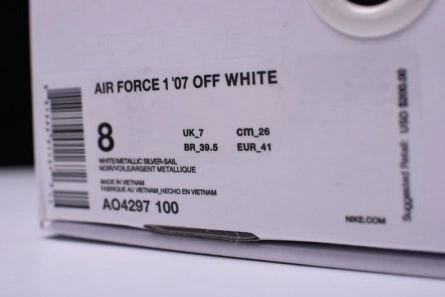 AIR FORCE 1 '07 OFF WHITE
8
UK_7 cm_26
BR_39.5 EUR_41
WHITE/METALLIC SILVER-SAIL
NOIR/VOILE/ARGENT METALLIQUE
MADE IN VIETNAM
FABRIQUE AU VIETNAM_HECHO EN VIETNAM
AO4297 100
NIKE.COM
Suggested Retail: USD $200.00